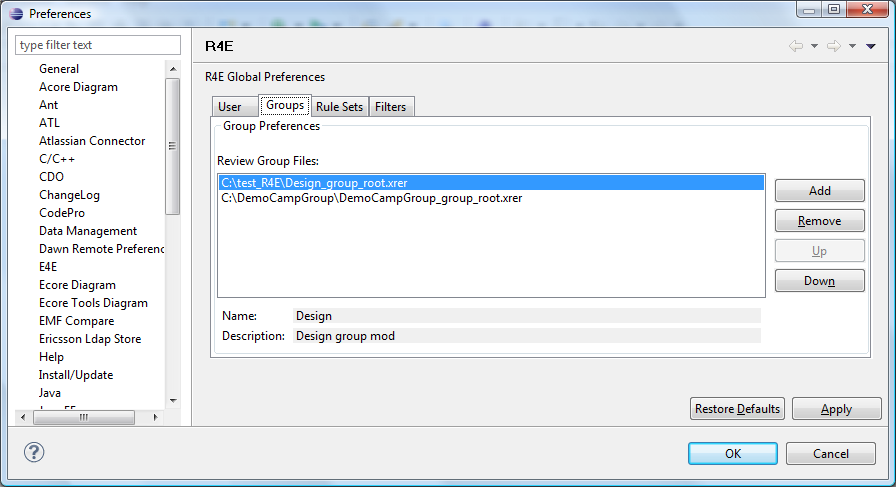 Preferences
type filter text
General
Acore Diagram
Ant
ATL
Atlassian Connector
C/C++
CDO
ChangeLog
CodePro
Data Management
Dawn Remote Preferenc
E4E
Ecore Diagram
Ecore Tools Diagram
EMF Compare
Ericsson Ldap Store
Help
Install/Update
Java
R4E
R4E Global Preferences
User Groups Rule Sets Filters
Group Preferences
Review Group Files:
C:\test_R4E\Design_group_root.xrer
C:\DemoCampGroup\DemoCampGroup_group_root.xrer
Add
Remove
Up
Down
Name: Design
Description: Design group mod
Restore Defaults Apply
OK Cancel